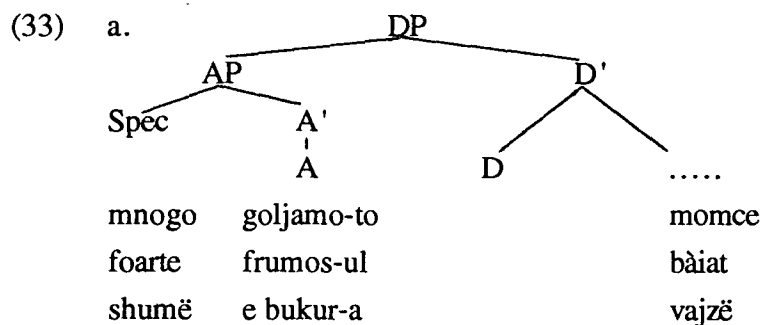 (33) a. DP
AP D'
Spec A'
A D .....
mnogo goljamo-to momce
foarte frumos-ul bàiat
shumë e bukur-a vajzë